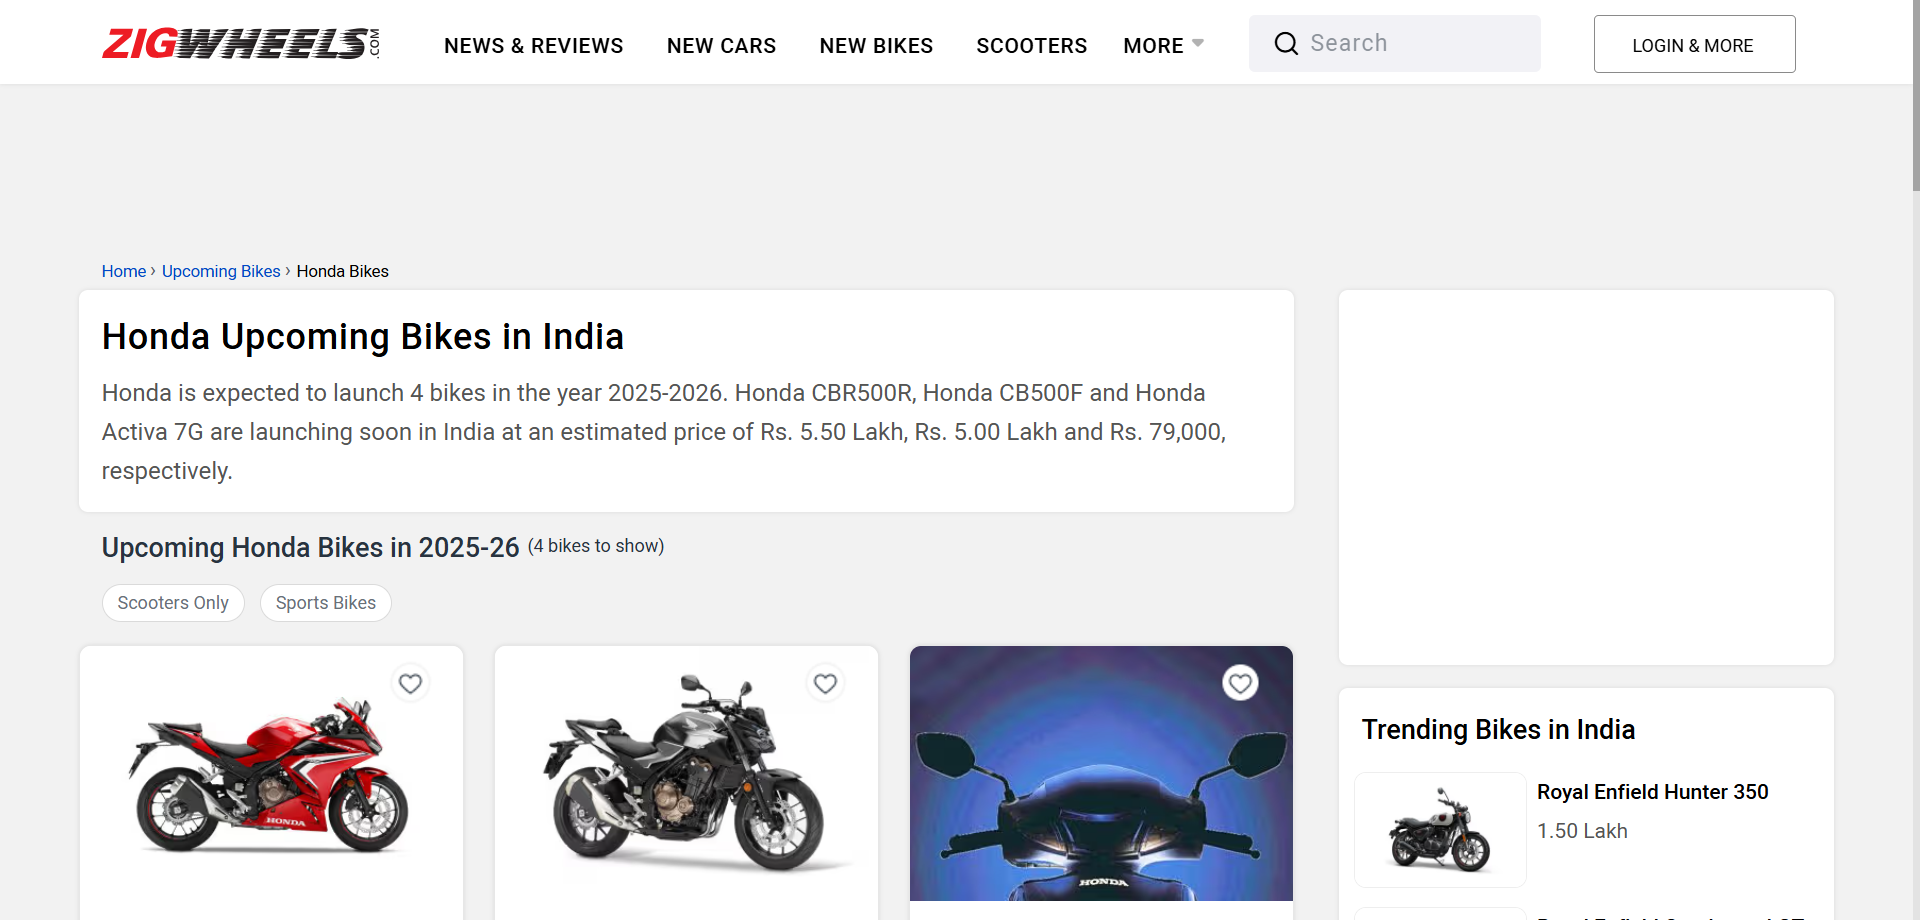 ZIGWHEELS.COM
NEWS & REVIEWS
NEW CARS
NEW BIKES
SCOOTERS
MORE
Search
LOGIN & MORE
Home › Upcoming Bikes › Honda Bikes
Honda Upcoming Bikes in India
Honda is expected to launch 4 bikes in the year 2025-2026. Honda CBR500R, Honda CB500F and Honda
Activa 7G are launching soon in India at an estimated price of Rs. 5.50 Lakh, Rs. 5.00 Lakh and Rs. 79,000,
respectively.
Upcoming Honda Bikes in 2025-26 (4 bikes to show)
Scooters Only
Sports Bikes
HONDA
HONDA
Trending Bikes in India
Royal Enfield Hunter 350
1.50 Lakh